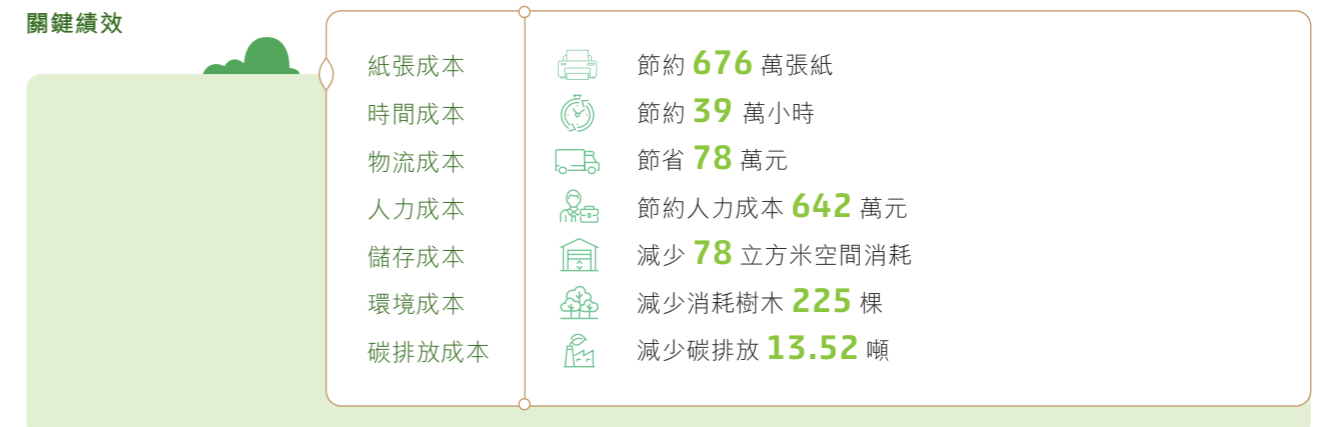 關鍵績效
紙張成本 節約 676 萬張紙
時間成本 節約 39 萬小時
物流成本 節省 78 萬元
人力成本 節約人力成本 642 萬元
儲存成本 減少 78 立方米空間消耗
環境成本 減少消耗樹木 225 棵
碳排放成本 減少碳排放 13.52 噸